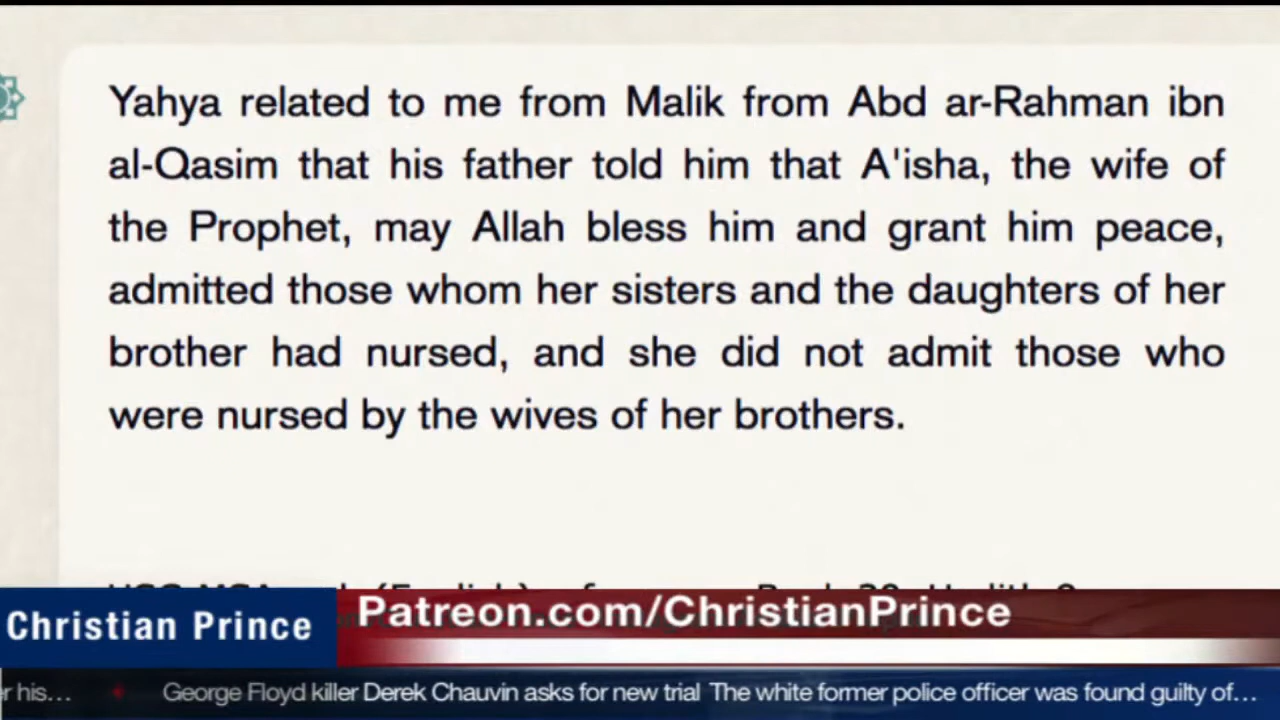 Yahya related to me from Malik from Abd ar-Rahman ibn
al-Qasim that his father told him that A'isha, the wife of
the Prophet, may Allah bless him and grant him peace,
admitted those whom her sisters and the daughters of her
brother had nursed, and she did not admit those who
were nursed by the wives of her brothers.
Christian Prince
Patreon.com/ChristianPrince
r his... George Floyd killer Derek Chauvin asks for new trial The white former police officer was found guilty of...